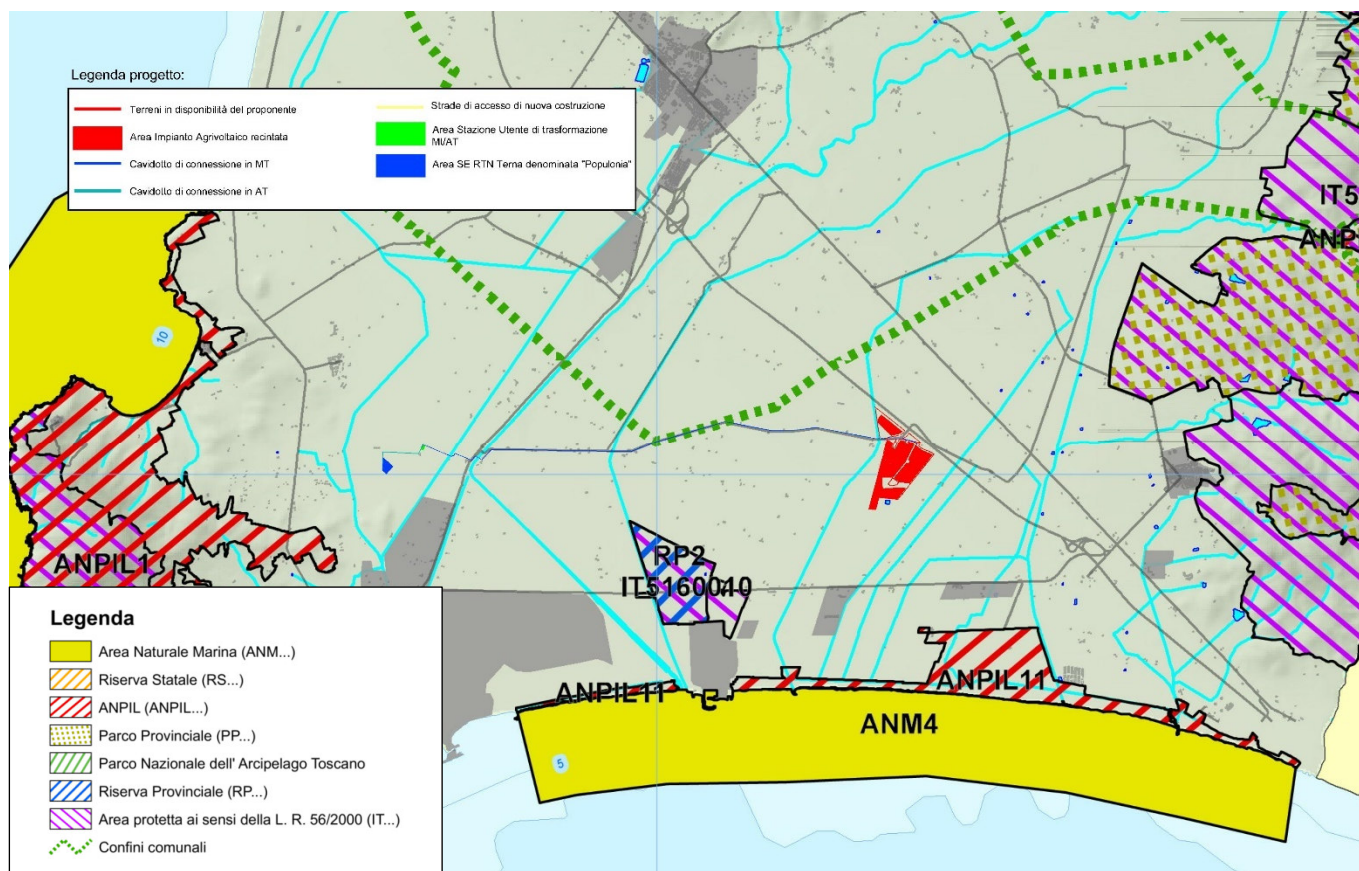 Legenda progetto:
Terreni in disponibilità del proponente
Area Impianto Agrivoltaico recintata
Cavidotto di connessione in MT
Cavidotto di connessione in AT
Strade di accesso di nuova costruzione
Area Stazione Utente di trasformazione
MI/AT
Area SE RTN Terna denominata "Populonia"
IT5
ANP
10
ANPIL1
RP2
IT5160010
ANPIL11
ANPIL11
ANM4
5
Legenda
Area Naturale Marina (ANM...)
Riserva Statale (RS...)
ANPIL (ANPIL...)
Parco Provinciale (PP...)
Parco Nazionale dell' Arcipelago Toscano
Riserva Provinciale (RP...)
Area protetta ai sensi della L. R. 56/2000 (IT...)
Confini comunali